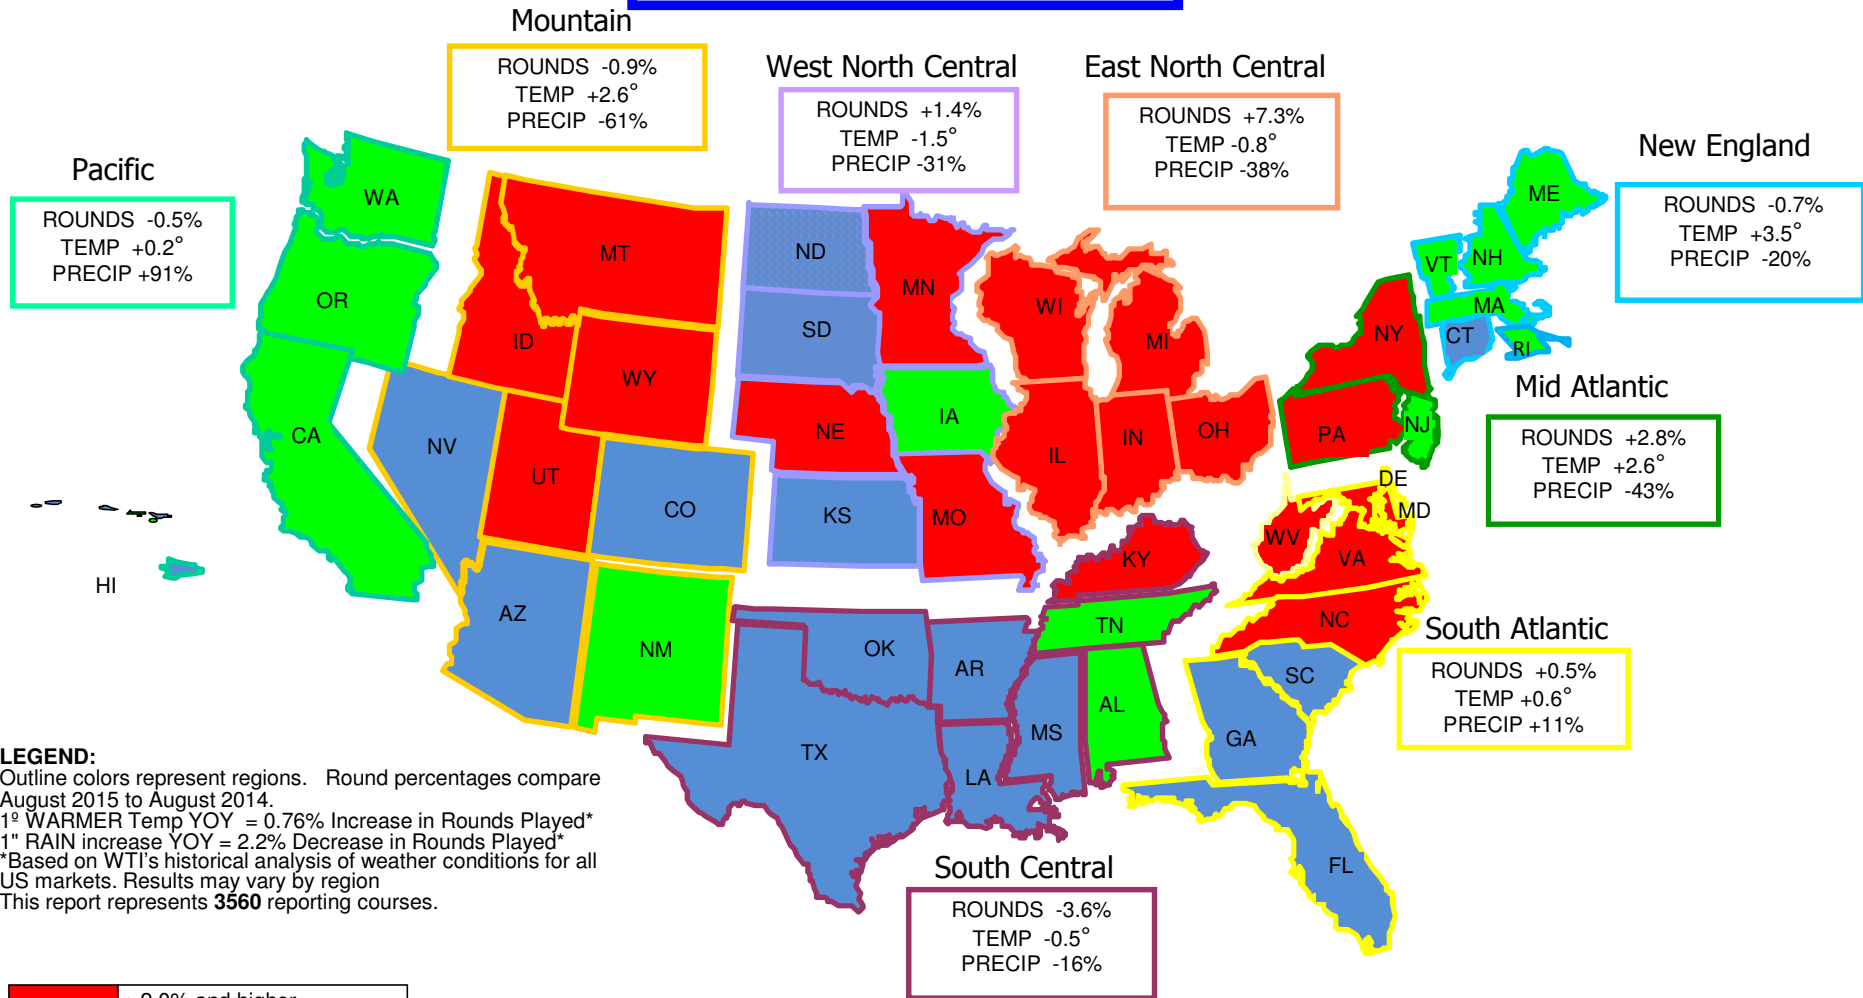 Mountain
ROUNDS -0.9%
TEMP +2.6°
PRECIP -61%
West North Central
ROUNDS +1.4%
TEMP -1.5°
PRECIP -31%
East North Central
ROUNDS +7.3%
TEMP -0.8°
PRECIP -38%
New England
ROUNDS -0.7%
TEMP +3.5°
PRECIP -20%
Pacific
ROUNDS -0.5%
TEMP +0.2°
PRECIP +91%
Mid Atlantic
ROUNDS +2.8%
TEMP +2.6°
PRECIP -43%
South Atlantic
ROUNDS +0.5%
TEMP +0.6°
PRECIP +11%
South Central
ROUNDS -3.6%
TEMP -0.5°
PRECIP -16%
WA
OR
CA
HI
MT
ID
WY
NV
UT
CO
AZ
NM
ND
SD
NE
KS
MN
IA
MO
WI
MI
IL
IN
OH
KY
TN
OK
AR
TX
LA
MS
AL
ME
VT
NH
MA
CT
RI
NY
PA
NJ
DE
MD
WV
VA
NC
SC
GA
FL
LEGEND:
Outline colors represent regions. Round percentages compare
August 2015 to August 2014.
1º WARMER Temp YOY = 0.76% Increase in Rounds Played*
1" RAIN increase YOY = 2.2% Decrease in Rounds Played*
*Based on WTI's historical analysis of weather conditions for all
US markets. Results may vary by region
This report represents 3560 reporting courses.
2.0% and higher